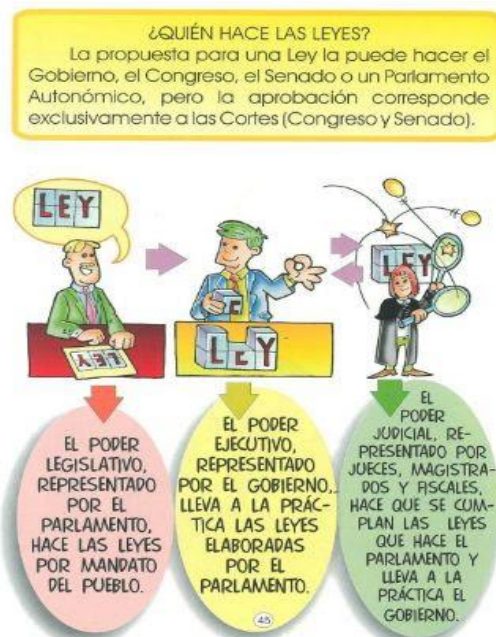 ¿QUIÉN HACE LAS LEYES?
La propuesta para una Ley la puede hacer el
Gobierno, el Congreso, el Senado o un Parlamento
Autonómico, pero la aprobación corresponde
exclusivamente a las Cortes (Congreso y Senado).
LEY
LEY
E
LEY
LEY
EL PODER
LEGISLATIVO,
REPRESENTADO
POR EL
PARLAMENTO,
HACE LAS LEYES
POR MANDATO
DEL PUEBLO.
EL PODER
EJECUTIVO,
REPRESENTADO
POR EL GOBIERNO,
LLEVA A LA PRÁC-
TICA LAS LEYES
ELABORADAS
POR EL
PARLAMENTO.
45
EL
PODER
JUDICIAL, RE-
PRESENTADO POR
JUECES, MAGISTRA-
DOS Y FISCALES,
HACE QUE SE CUM-
PLAN LAS LEYES
QUE HACE EL
PARLAMENTO Y
LLEVA A LA
PRÁCTICA EL
GOBIERNO.